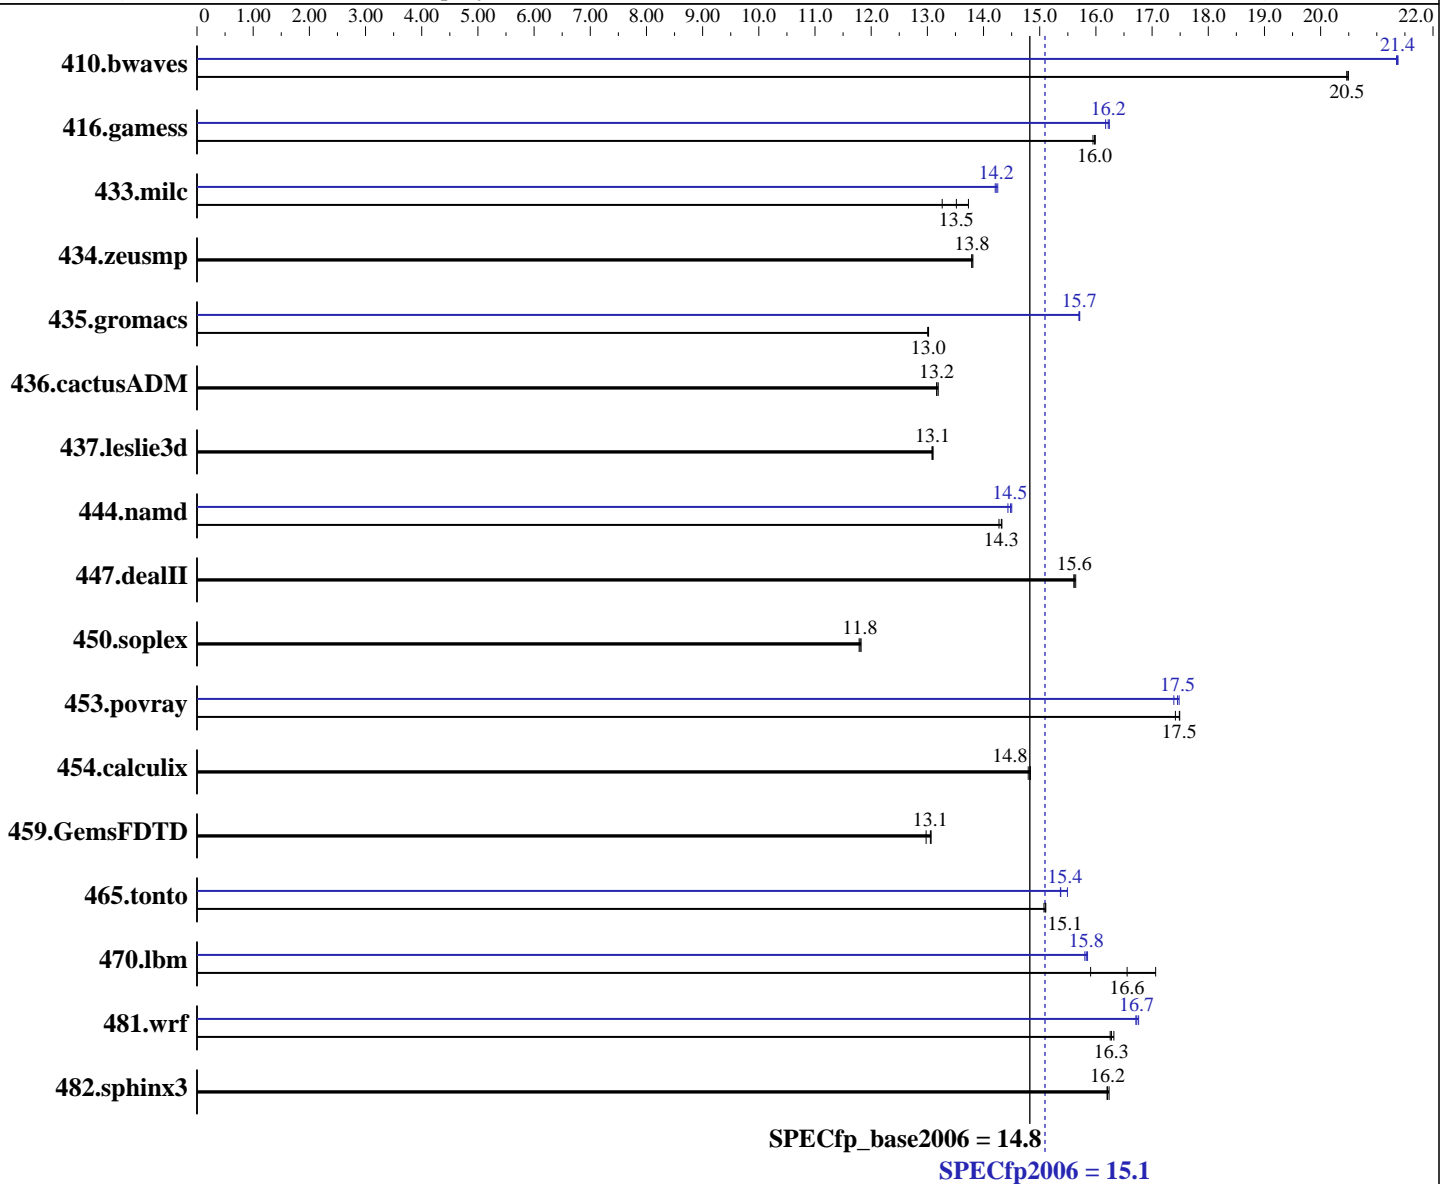 0 1.00 2.00 3.00 4.00 5.00 6.00 7.00 8.00 9.00 10.0 11.0 12.0 13.0 14.0 15.0 16.0 17.0 18.0 19.0 20.0 22.0
21.4
410.bwaves
20.5
16.2
416.gamess
16.0
14.2
433.milc
13.5
13.8
434.zeusmp
15.7
435.gromacs
13.0
13.2
436.cactusADM
13.1
437.leslie3d
14.5
444.namd
14.3
15.6
447.dealII
11.8
450.soplex
17.5
453.povray
17.5
14.8
454.calculix
13.1
459.GemsFDTD
15.4
465.tonto
15.1
15.8
470.lbm
16.6
16.7
481.wrf
16.3
16.2
482.sphinx3
SPECfp_base2006 = 14.8
SPECfp2006 = 15.1